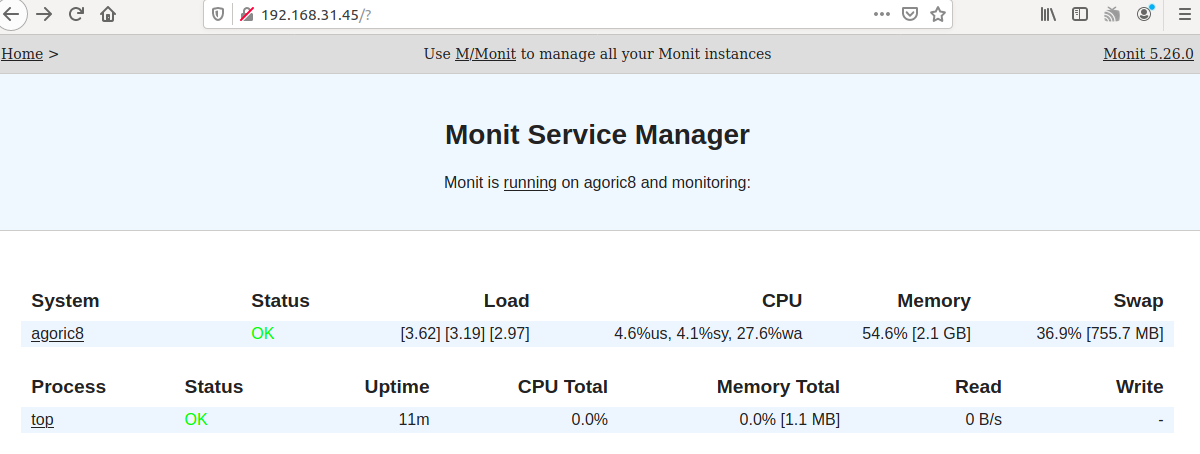 192.168.31.45/?
Home > Use M/Monit to manage all your Monit instances Monit 5.26.0
Monit Service Manager
Monit is running on agoric8 and monitoring:
System Status Load CPU Memory Swap
agoric8 OK [3.62] [3.19] [2.97] 4.6%us, 4.1%sy, 27.6%wa 54.6% [2.1 GB] 36.9% [755.7 MB]
Process Status Uptime CPU Total Memory Total Read Write
top OK 11m 0.0% 0.0% [1.1 MB] 0 B/s -